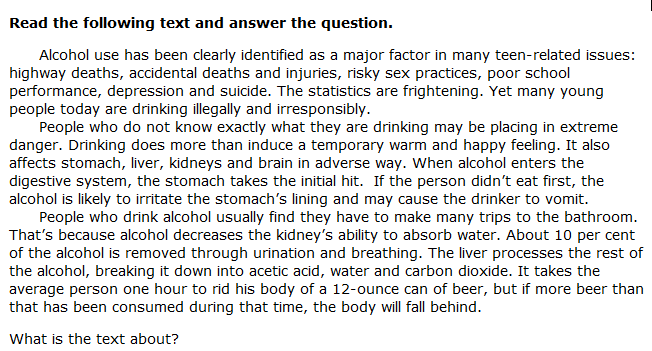 Read the following text and answer the question.
Alcohol use has been clearly identified as a major factor in many teen-related issues:
highway deaths, accidental deaths and injuries, risky sex practices, poor school
performance, depression and suicide. The statistics are frightening. Yet many young
people today are drinking illegally and irresponsibly.
People who do not know exactly what they are drinking may be placing in extreme
danger. Drinking does more than induce a temporary warm and happy feeling. It also
affects stomach, liver, kidneys and brain in adverse way. When alcohol enters the
digestive system, the stomach takes the initial hit.  If the person didn't eat first, the
alcohol is likely to irritate the stomach's lining and may cause the drinker to vomit.
People who drink alcohol usually find they have to make many trips to the bathroom.
That's because alcohol decreases the kidney's ability to absorb water. About 10 per cent
of the alcohol is removed through urination and breathing. The liver processes the rest of
the alcohol, breaking it down into acetic acid, water and carbon dioxide. It takes the
average person one hour to rid his body of a 12-ounce can of beer, but if more beer than
that has been consumed during that time, the body will fall behind.
What is the text about?